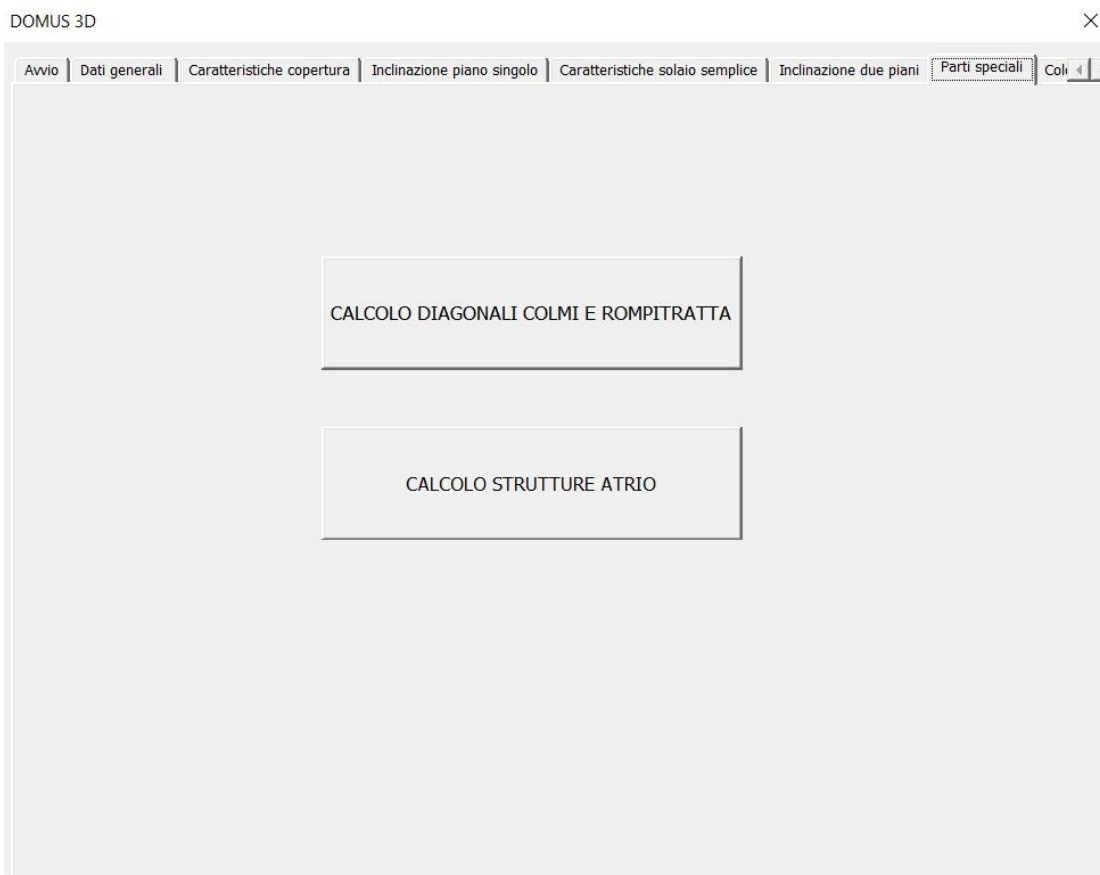 DOMUS 3D
Avvio Dati generali Caratteristiche copertura Inclinazione piano singolo Caratteristiche solaio semplice Inclinazione due piani Parti speciali
CALCOLO DIAGONALI COLMI E ROMPITRATTA
CALCOLO STRUTTURE ATRIO